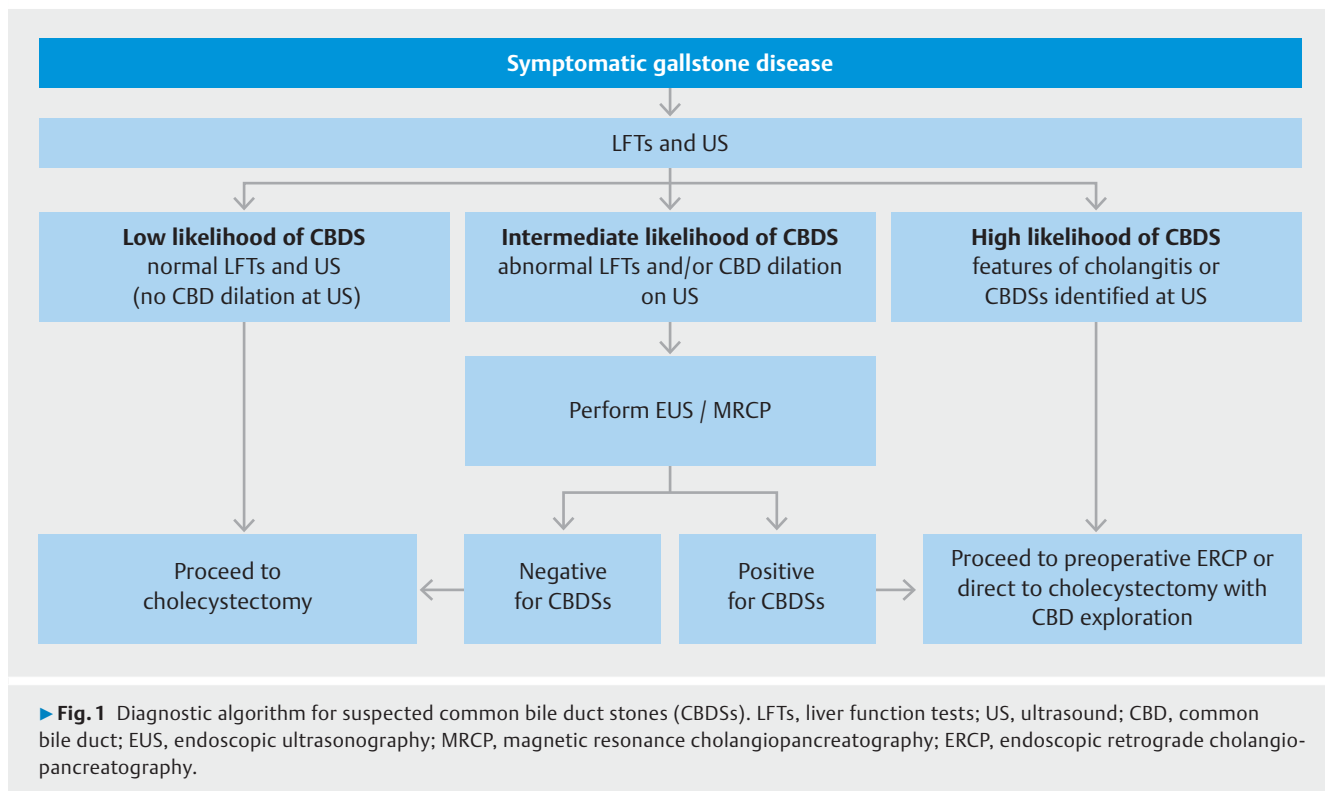 Symptomatic gallstone disease
LFTs and US
Low likelihood of CBDS
normal LFTs and US
(no CBD dilation at US)
Intermediate likelihood of CBDS
abnormal LFTs and/or CBD dilation
on US
High likelihood of CBDS
features of cholangitis or
CBDSs identified at US
Perform EUS / MRCP
Proceed to
cholecystectomy
Negative
for CBDSs
Positive
for CBDSs
Proceed to preoperative ERCP or
direct to cholecystectomy with
CBD exploration
▶ Fig. 1 Diagnostic algorithm for suspected common bile duct stones (CBDSs). LFTs, liver function tests; US, ultrasound; CBD, common
bile duct; EUS, endoscopic ultrasonography; MRCP, magnetic resonance cholangiopancreatography; ERCP, endoscopic retrograde cholangio-
pancreatography.